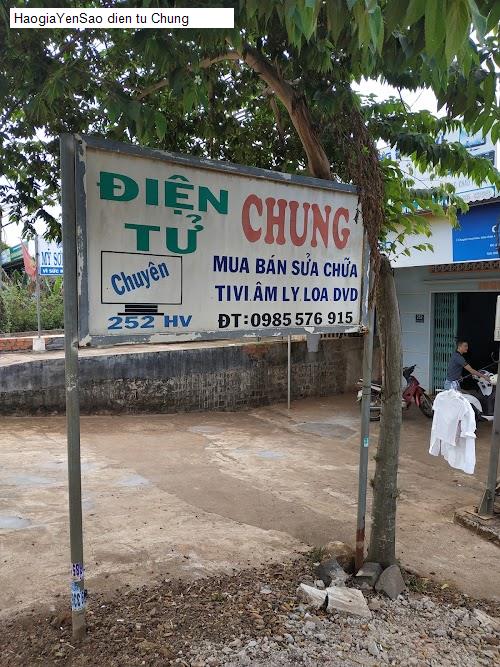 HaogiaYenSao dien tu Chung
ĐIỆN TỬ CHUNG
Chuyên
MUA BÁN SỬA CHỮA
TIVI ÂM LY LOA DVD
252 HV
ĐT:0985 576 915
MỸ